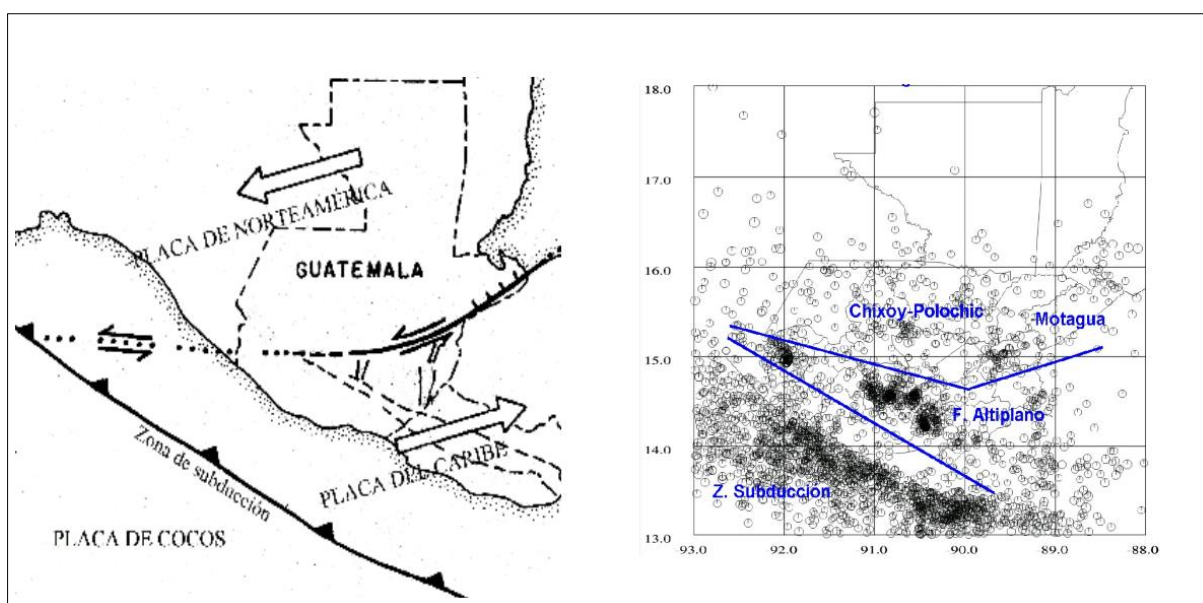 PLACA DE NORTEAMÉRICA
GUATEMALA
Zona de subducción
PLACA DEL CARIBE
PLACA DE COCOS
18.0
17.0
16.0
Chixoy-Polochic
Motagua
15.0
F. Altiplano
14.0
Z. Subducción
13.0
93.0 92.0 91.0 90.0 89.0 88.0